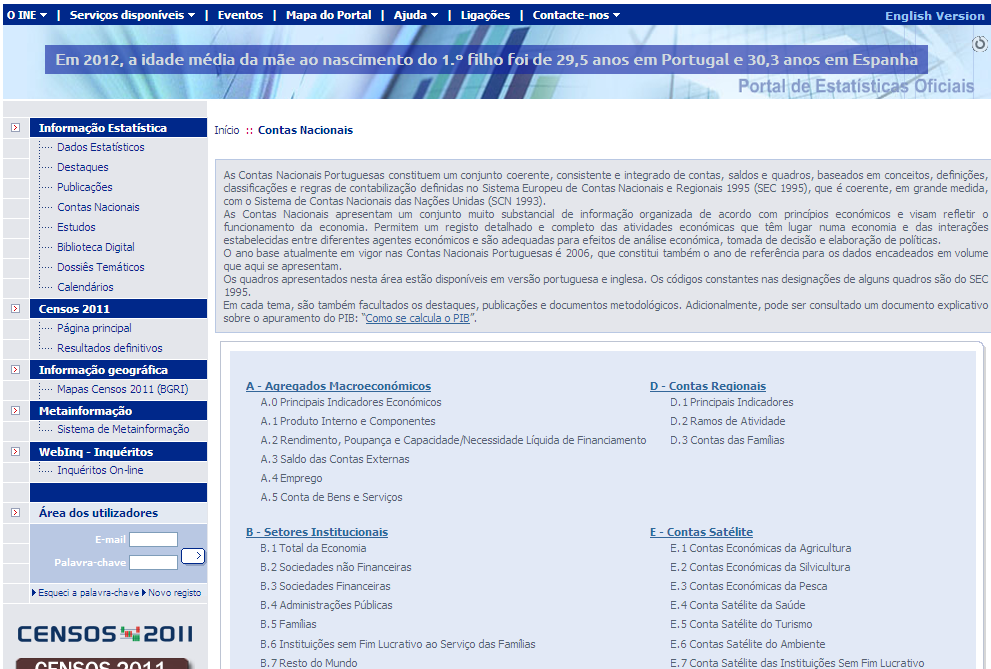 O INE | Serviços disponíveis | Eventos | Mapa do Portal | Ajuda | Ligações | Contacte-nos English Version
Em 2012, a idade média da mãe ao nascimento do 1.º filho foi de 29,5 anos em Portugal e 30,3 anos em Espanha
Portal de Estatísticas Oficiais
Informação Estatística
Dados Estatísticos
Destaques
Publicações
Contas Nacionais
Estudos
Biblioteca Digital
Dossiês Temáticos
Calendários
Censos 2011
Página principal
Resultados definitivos
Informação geográfica
Mapas Censos 2011 (BGRI)
Metainformação
Sistema de Metainformação
WebInq - Inquéritos
Inquéritos On-line
Área dos utilizadores
E-mail
Palavra-chave
Esqueci a palavra-chave Novo registo
CENSOS 2011
CENSOS 2011
Início :: Contas Nacionais
As Contas Nacionais Portuguesas constituem um conjunto coerente, consistente e integrado de contas, saldos e quadros, baseados em conceitos, definições,
classificações e regras de contabilização definidas no Sistema Europeu de Contas Nacionais e Regionais 1995 (SEC 1995), que é coerente, em grande medida,
com o Sistema de Contas Nacionais das Nações Unidas (SCN 1993).
As Contas Nacionais apresentam um conjunto muito substancial de informação organizada de acordo com princípios económicos e visam refletir o
funcionamento da economia. Permitem um registo detalhado e completo das atividades económicas que têm lugar numa economia e das interações
estabelecidas entre diferentes agentes económicos e são adequadas para efeitos de análise económica, tomada de decisão e elaboração de políticas.
O ano base atualmente em vigor nas Contas Nacionais Portuguesas é 2006, que constitui também o ano de referência para os dados encadeados em volume
que aqui se apresentam.
Os quadros apresentados nesta área estão disponíveis em versão portuguesa e inglesa. Os códigos constantes nas designações de alguns quadros são do SEC
1995.
Em cada tema, são também facultados os destaques, publicações e documentos metodológicos. Adicionalmente, pode ser consultado um documento explicativo
sobre o apuramento do PIB: "Como se calcula o PIB".
A - Agregados Macroeconómicos
A.0 Principais Indicadores Económicos
A.1 Produto Interno e Componentes
A.2 Rendimento, Poupança e Capacidade/Necessidade Líquida de Financiamento
A.3 Saldo das Contas Externas
A.4 Emprego
A.5 Conta de Bens e Serviços
B - Setores Institucionais
B.1 Total da Economia
B.2 Sociedades não Financeiras
B.3 Sociedades Financeiras
B.4 Administrações Públicas
B.5 Famílias
B.6 Instituições sem Fim Lucrativo ao Serviço das Famílias
B.7 Resto do Mundo
D - Contas Regionais
D.1 Principais Indicadores
D.2 Ramos de Atividade
D.3 Contas das Famílias
E - Contas Satélite
E.1 Contas Económicas da Agricultura
E.2 Contas Económicas da Silvicultura
E.3 Contas Económicas da Pesca
E.4 Conta Satélite da Saúde
E.5 Conta Satélite do Turismo
E.6 Contas Satélite do Ambiente
E.7 Conta Satélite das Instituições Sem Fim Lucrativo